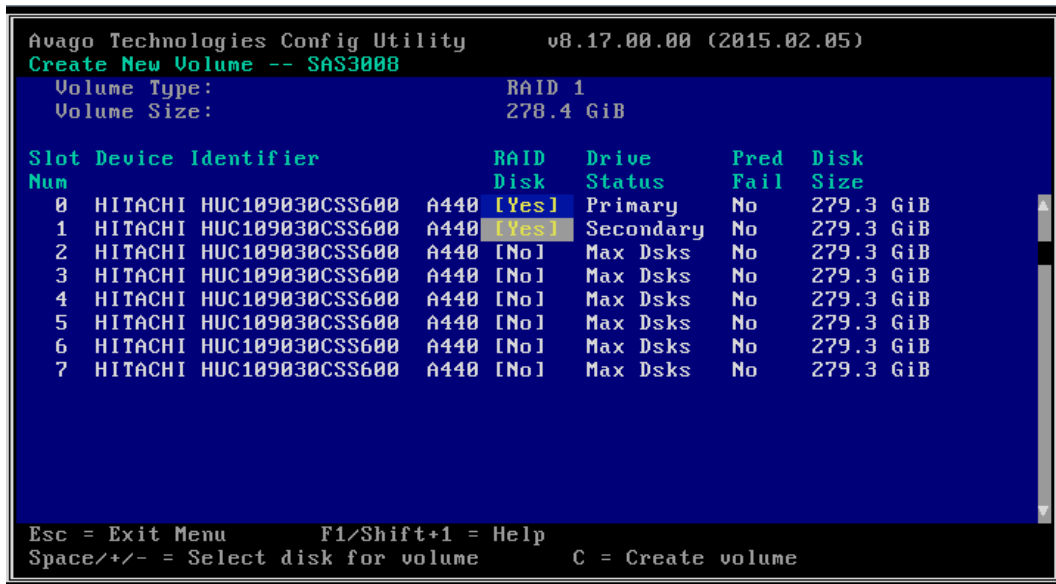 Avago Technologies Config Utility v8.17.00.00 (2015.02.05)
Create New Volume -- SAS3008
Volume Type: RAID 1
Volume Size: 278.4 GiB
Slot Device Identifier RAID Drive Pred Disk
Num Disk Status Fail Size
0 HITACHI HUC109030CSS600 A440 [Yes] Primary No 279.3 GiB
1 HITACHI HUC109030CSS600 A440 [Yes] Secondary No 279.3 GiB
2 HITACHI HUC109030CSS600 A440 [No] Max Dsks No 279.3 GiB
3 HITACHI HUC109030CSS600 A440 [No] Max Dsks No 279.3 GiB
4 HITACHI HUC109030CSS600 A440 [No] Max Dsks No 279.3 GiB
5 HITACHI HUC109030CSS600 A440 [No] Max Dsks No 279.3 GiB
6 HITACHI HUC109030CSS600 A440 [No] Max Dsks No 279.3 GiB
7 HITACHI HUC109030CSS600 A440 [No] Max Dsks No 279.3 GiB
Esc = Exit Menu F1/Shift+1 = Help
Space/+/- = Select disk for volume C = Create volume